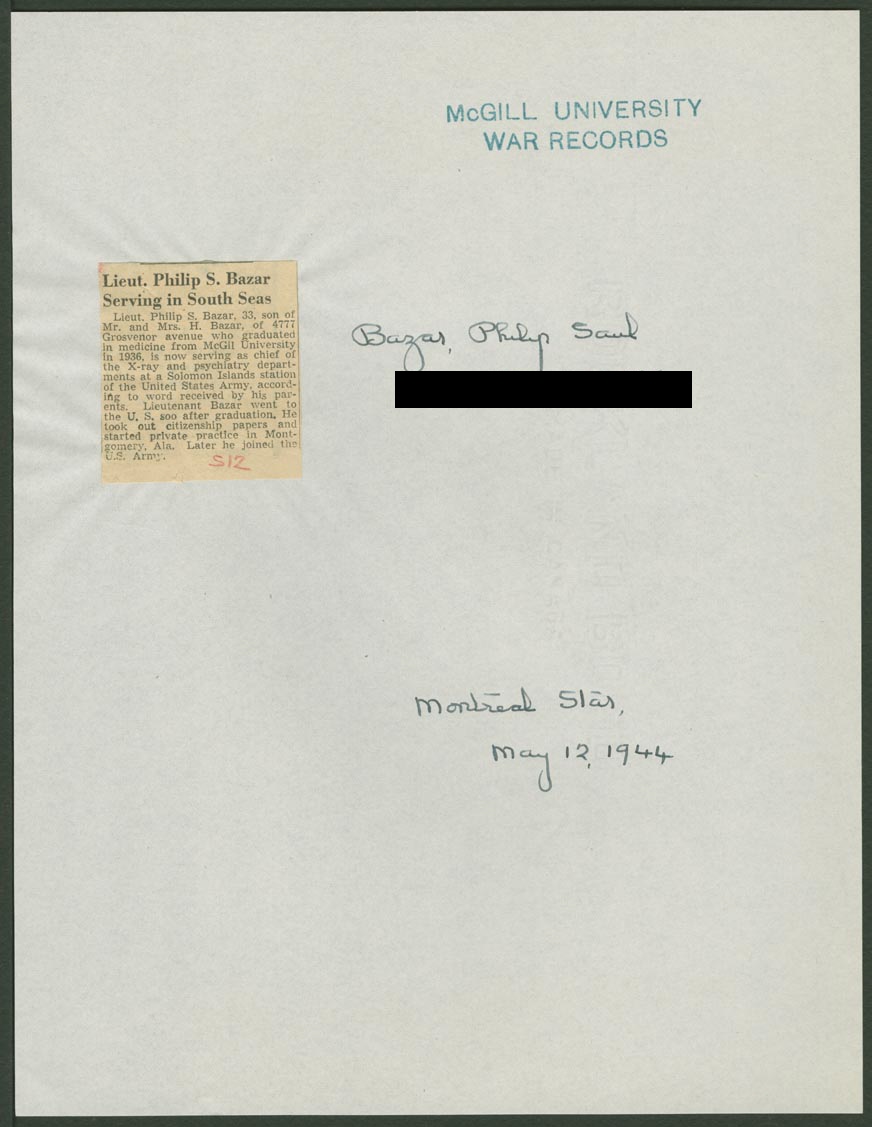 McGILL UNIVERSITY
WAR RECORDS
Lieut. Philip S. Bazar
Serving in South Seas
Lieut. Philip S. Bazar, 33, son of
Mr. and Mrs. H. Bazar, of 4777
Grosvenor avenue who graduated
in medicine from McGil University
in 1936, is now serving as chief of
the X-ray and psychiatry depart-
ments at a Solomon Islands station
of the United States Army, accord-
ing to word received by his par-
ents. Lieutenant Bazar went to
the U. S. soo after graduation. He
took out citizenship papers and
started private practice in Mont-
gomery, Ala. Later he joined the
U.S. Army.
S12
Bazar, Philip Saul
Montreal Star,
May 12, 1944